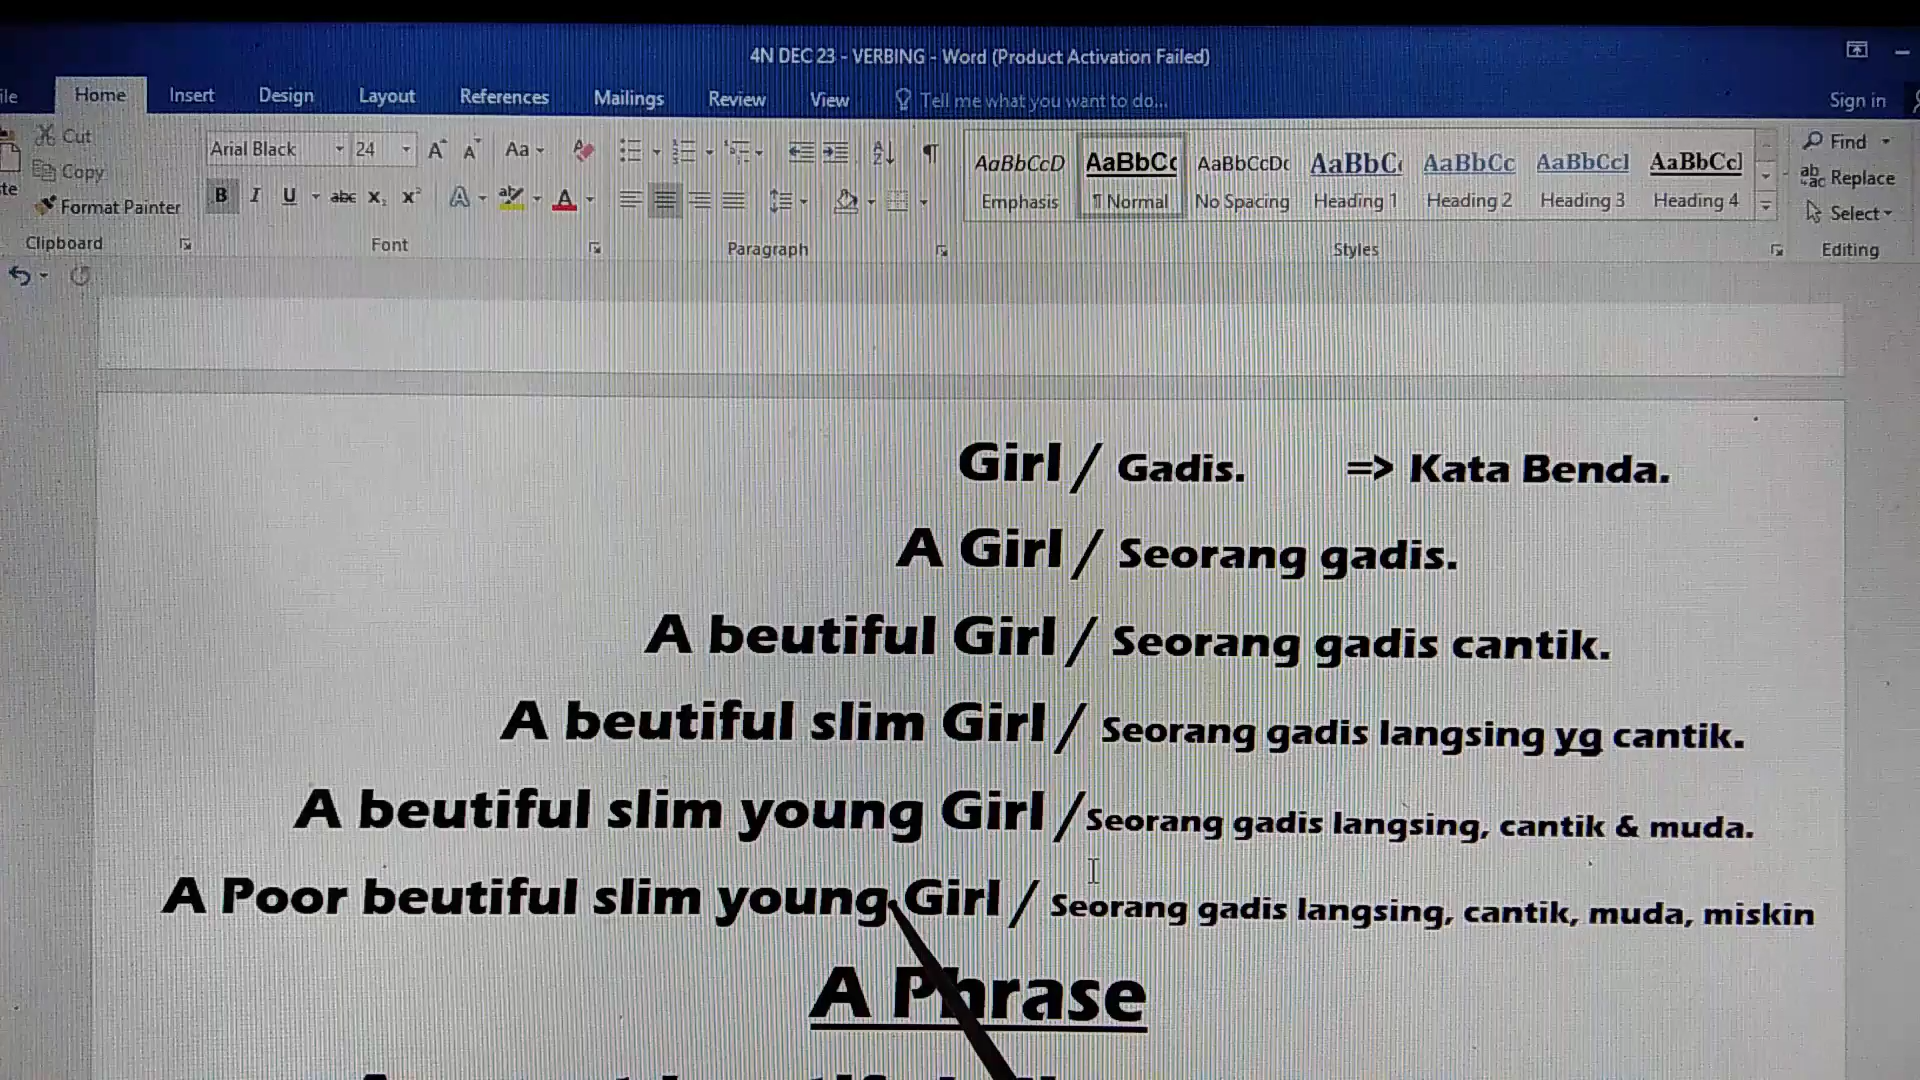 4N DEC 23 - VERBING - Word (Product Activation Failed)
Home Insert Design Layout References Mailings Review View Tell me what you want to do... Sign in
Cut
Copy
Format Painter
Clipboard
Arial Black 24
Font
Paragraph
AaBbCcD AaBbCc AaBbCcDc AaBbC AaBbCc AaBbCcl AaBbCcl
Emphasis ¶ Normal No Spacing Heading 1 Heading 2 Heading 3 Heading 4
Styles
Find
Replace
Select
Editing
Girl / Gadis. => Kata Benda.
A Girl / Seorang gadis.
A beutiful Girl / Seorang gadis cantik.
A beutiful slim Girl / Seorang gadis langsing yg cantik.
A beutiful slim young Girl /Seorang gadis langsing, cantik & muda.
A Poor beutiful slim young Girl / Seorang gadis langsing, cantik, muda, miskin
A Phrase